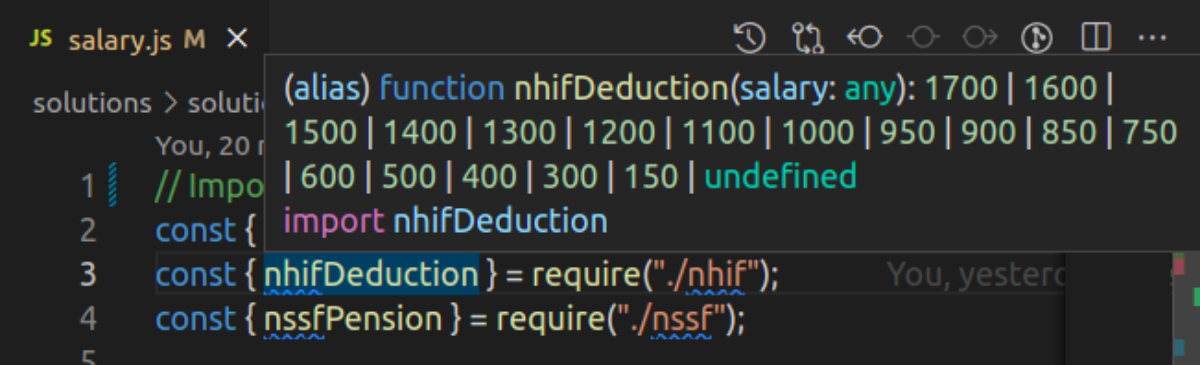 JS salary.js M
solutions > soluti
(alias) function nhifDeduction(salary: any): 1700 | 1600 |
1500 | 1400 | 1300 | 1200 | 1100 | 1000 | 950 | 900 | 850 | 750
| 600 | 500 | 400 | 300 | 150 | undefined
import nhifDeduction
You, 20
1 // Impo
2 const {
3 const { nhifDeduction } = require("./nhif"); You, yester
4 const { nssfPension } = require("./nssf");
5